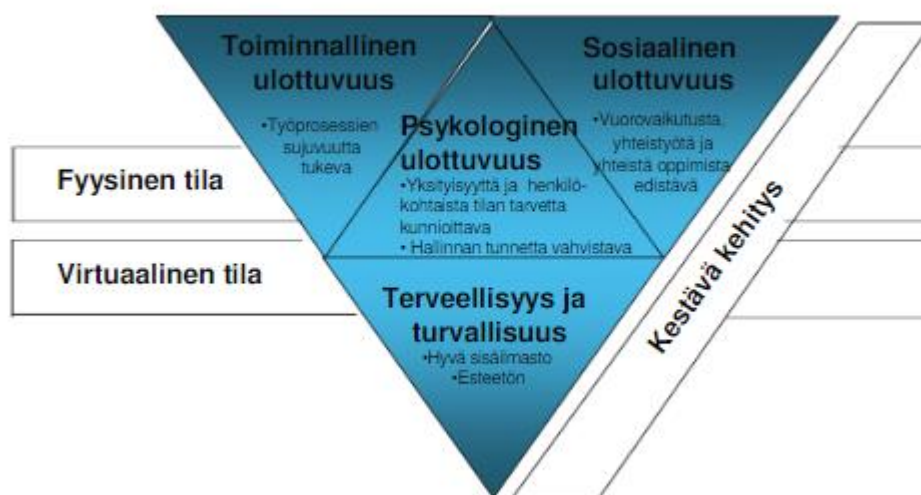 Toiminnallinen
ulottuvuus
•Työprosessien
sujuvuutta
tukeva
Sosiaalinen
ulottuvuus
•Vuorovaikutusta,
yhteistyötä ja
yhteistä oppimista
edistävä
Psykologinen
ulottuvuus
•Yksityisyyttä ja henkilö-
kohtaista tilan tarvetta
kunnioittava
• Hallinnan tunnetta vahvistava
Fyysinen tila
Virtuaalinen tila
Terveellisyys ja
turvallisuus
•Hyvä sisäilmasto
•Esteetön
Kestävä kehitys